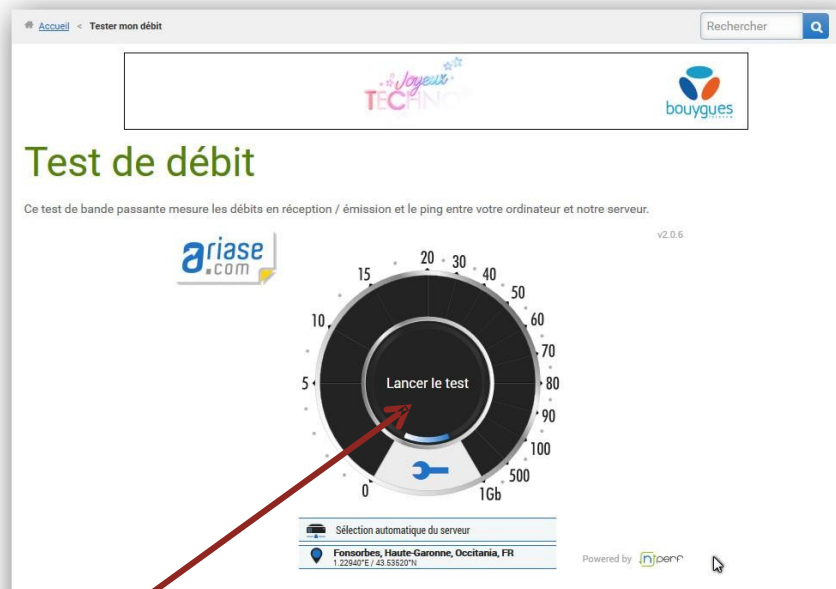 Accueil < Tester mon débit
Rechercher
Joyeux
TECHNO
bouygues
TELECOM
Test de débit
Ce test de bande passante mesure les débits en réception / émission et le ping entre votre ordinateur et notre serveur.
v2.0.6
ariase
.com
20
30
15
40
50
10
60
70
5
80
Lancer le test
90
100
500
0
1Gb
Sélection automatique du serveur
Fonsorbes, Haute-Garonne, Occitania, FR
1.22940°E / 43.53520°N
Powered by nperf